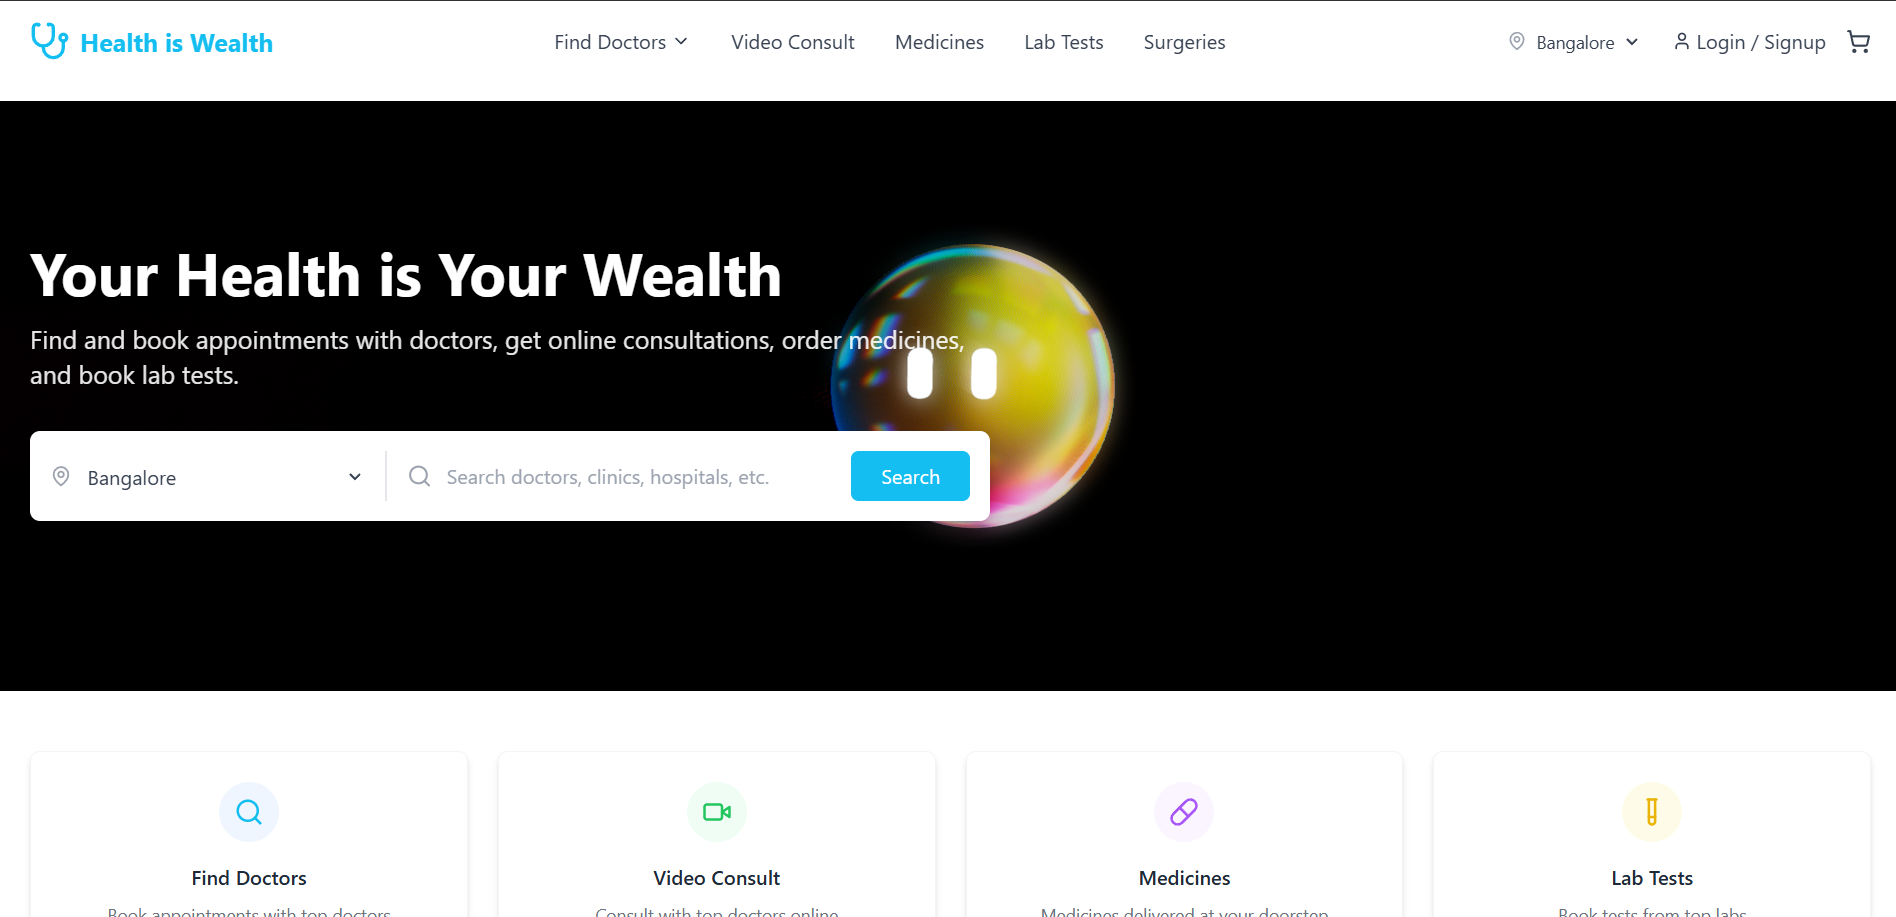 Health is Wealth
Find Doctors
Video Consult
Medicines
Lab Tests
Surgeries
Bangalore
Login / Signup
Your Health is Your Wealth
Find and book appointments with doctors, get online consultations, order medicines,
and book lab tests.
Bangalore
Search doctors, clinics, hospitals, etc.
Search
Find Doctors
Book appointments with top doctors
Video Consult
Consult with top doctors online
Medicines
Medicines delivered at your doorstep
Lab Tests
Book tests from top labs